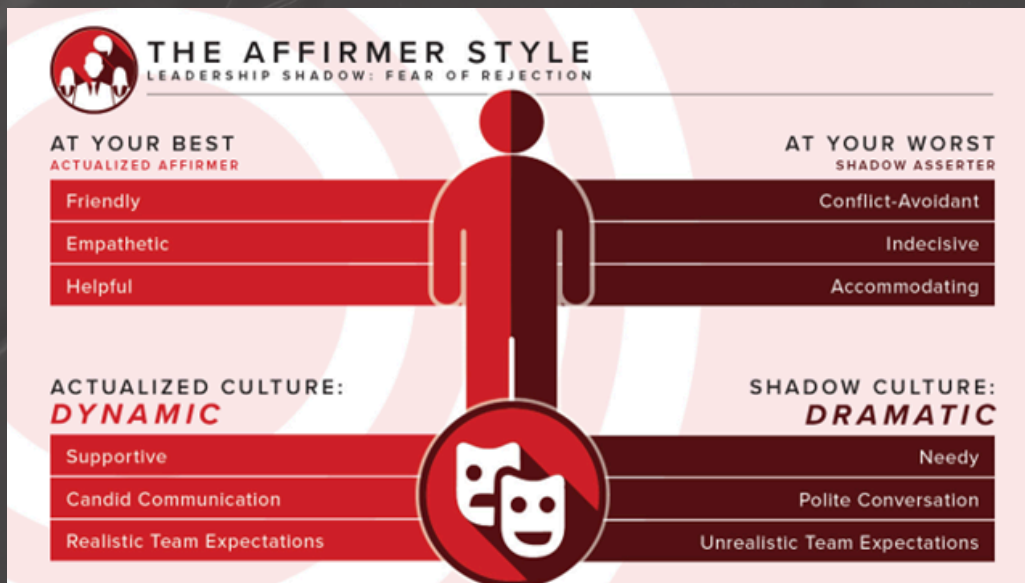 THE AFFIRMER STYLE
LEADERSHIP SHADOW: FEAR OF REJECTION
AT YOUR BEST
ACTUALIZED AFFIRMER
Friendly
Empathetic
Helpful
AT YOUR WORST
SHADOW ASSERTER
Conflict-Avoidant
Indecisive
Accommodating
ACTUALIZED CULTURE:
DYNAMIC
Supportive
Candid Communication
Realistic Team Expectations
SHADOW CULTURE:
DRAMATIC
Needy
Polite Conversation
Unrealistic Team Expectations